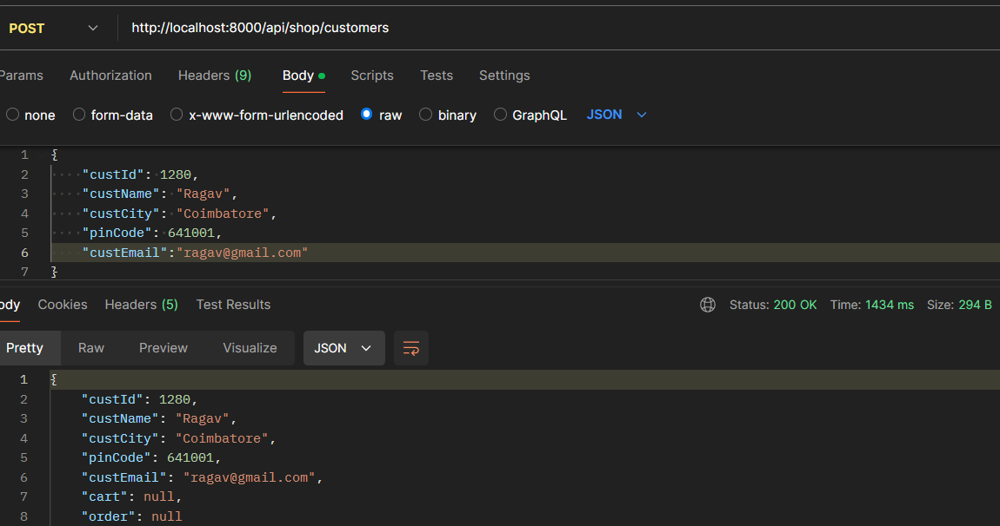 POST http://localhost:8000/api/shop/customers
Params Authorization Headers (9) Body Scripts Tests Settings
none form-data x-www-form-urlencoded raw binary GraphQL JSON
1 {
2 "custId": 1280,
3 "custName": "Ragav",
4 "custCity": "Coimbatore",
5 "pinCode": 641001,
6 "custEmail":"ragav@gmail.com"
7 }
ody Cookies Headers (5) Test Results Status: 200 OK Time: 1434 ms Size: 294 B
Pretty Raw Preview Visualize JSON
1 {
2 "custId": 1280,
3 "custName": "Ragav",
4 "custCity": "Coimbatore",
5 "pinCode": 641001,
6 "custEmail": "ragav@gmail.com",
7 "cart": null,
8 "order": null